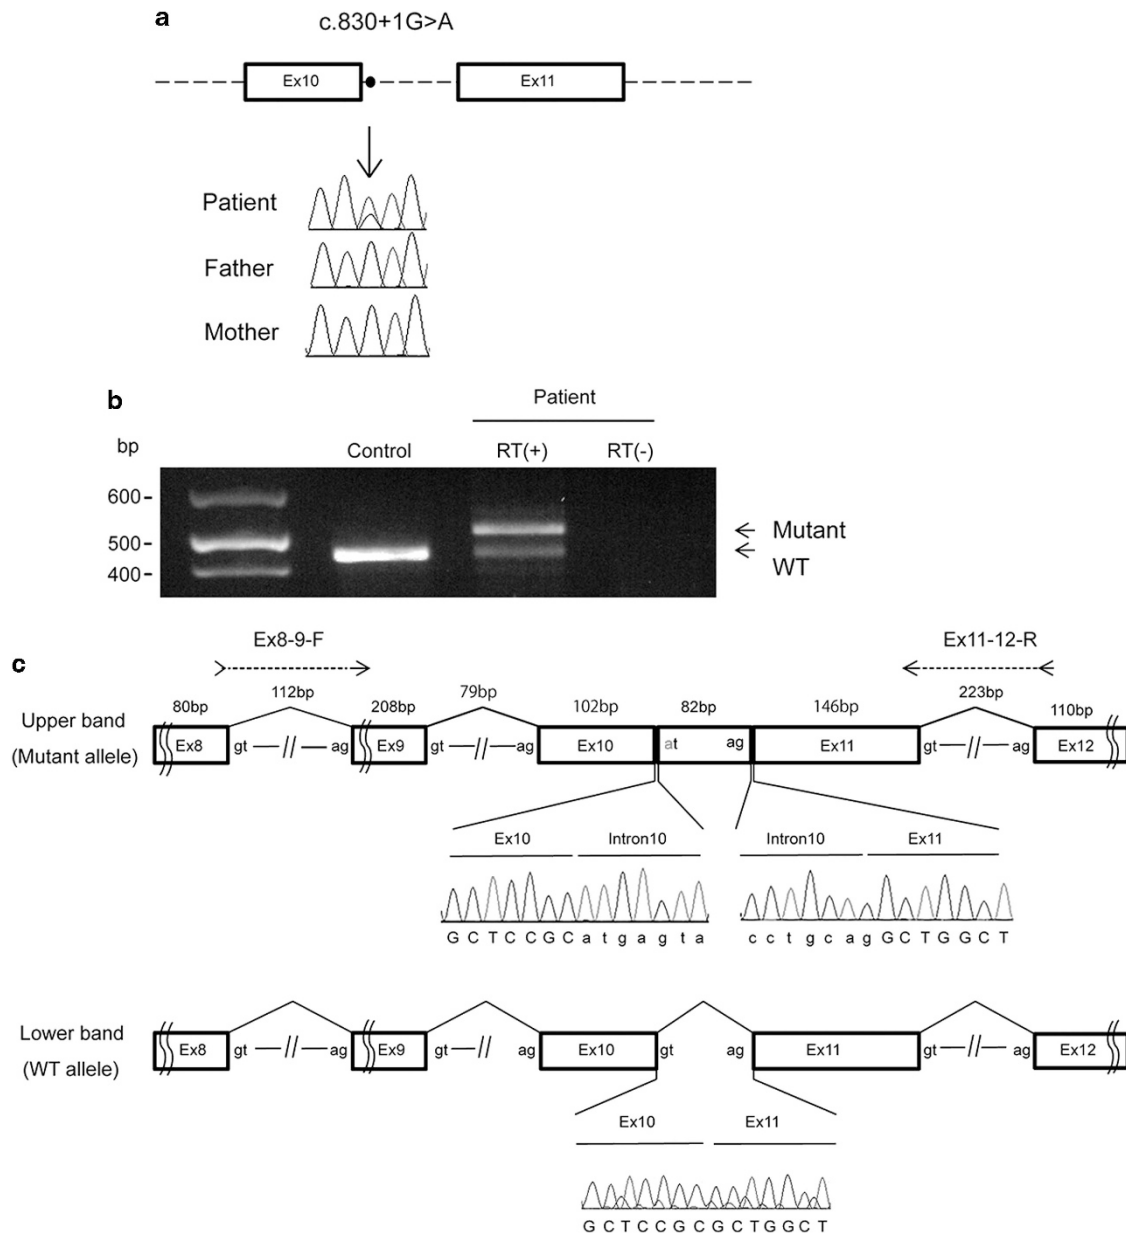 a
c.830+1G>A
Ex10 Ex11
Patient
Father
Mother
b
Patient
bp Control RT(+) RT(-)
600-
500-
400-
Mutant
WT
c
Ex8-9-F Ex11-12-R
80bp 112bp 208bp 79bp 102bp 82bp 146bp 223bp 110bp
Upper band
(Mutant allele)
Ex8 gt ag Ex9 gt ag Ex10 at ag Ex11 gt ag Ex12
Ex10 Intron10 Intron10 Ex11
G C T C C G C a t g a g t a c c t g c a g G C T G G C T
Lower band
(WT allele)
Ex8 gt ag Ex9 gt ag Ex10 gt ag Ex11 gt ag Ex12
Ex10 Ex11
G C T C C G C G C T G G C T